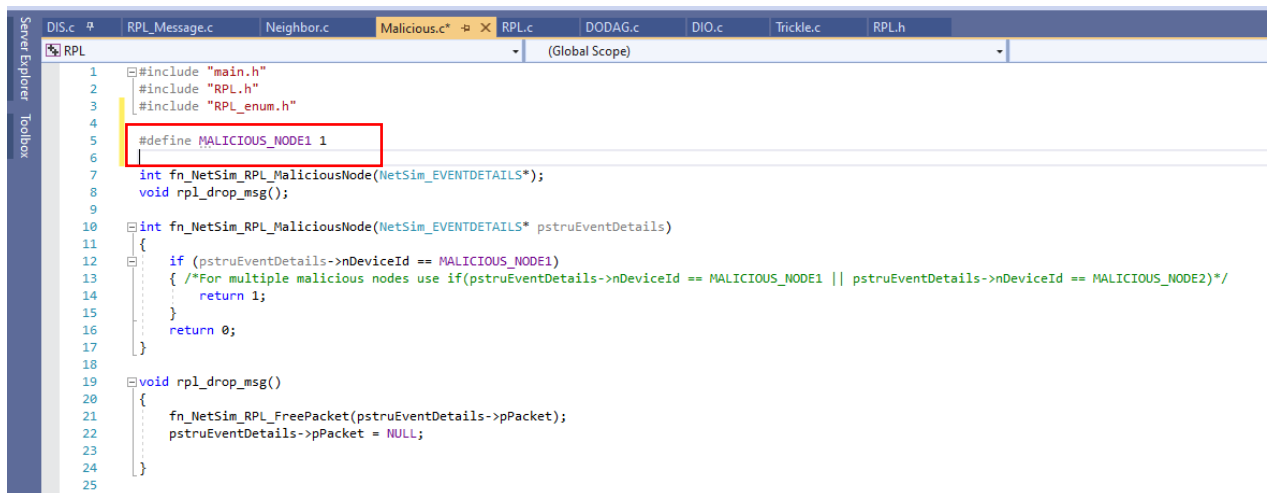 Server Explorer
Toolbox
DIS.c RPL_Message.c Neighbor.c Malicious.c* RPL.c DODAG.c DIO.c Trickle.c RPL.h
RPL (Global Scope)
1 #include "main.h"
2 #include "RPL.h"
3 #include "RPL_enum.h"
4
5 #define MALICIOUS_NODE1 1
6
7 int fn_NetSim_RPL_MaliciousNode(NetSim_EVENTDETAILS*);
8 void rpl_drop_msg();
9
10 int fn_NetSim_RPL_MaliciousNode(NetSim_EVENTDETAILS* pstruEventDetails)
11 {
12 if (pstruEventDetails->nDeviceId == MALICIOUS_NODE1)
13 { /*For multiple malicious nodes use if(pstruEventDetails->nDeviceId == MALICIOUS_NODE1 || pstruEventDetails->nDeviceId == MALICIOUS_NODE2)*/
14 return 1;
15 }
16 return 0;
17 }
18
19 void rpl_drop_msg()
20 {
21 fn_NetSim_RPL_FreePacket(pstruEventDetails->pPacket);
22 pstruEventDetails->pPacket = NULL;
23
24 }
25